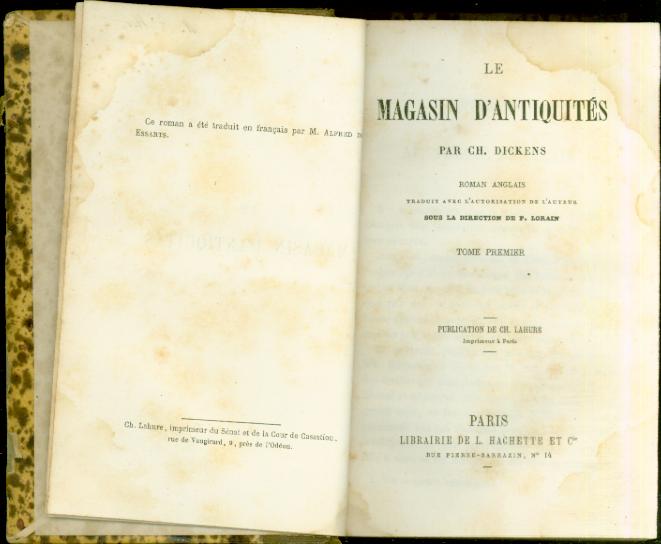 Ce roman a été traduit en français par M. ALFRED
ESSARTS.
Ch. Lahure, imprimeur du Sénat et de la Cour de Cassation,
rue de Vaugirard, 9, près de l'Odéon.
LE
MAGASIN D'ANTIQUITÉS
PAR CH. DICKENS
ROMAN ANGLAIS
TRADUIT AVEC L'AUTORISATION DE L'AUTEUR
SOUS LA DIRECTION DE P. LORAIN
TOME PREMIER
PUBLICATION DE CH. LAHURE
Imprimeur à Paris
PARIS
LIBRAIRIE DE L. HACHETTE ET Cie
RUE PIERRE-SARRAZIN, No 14